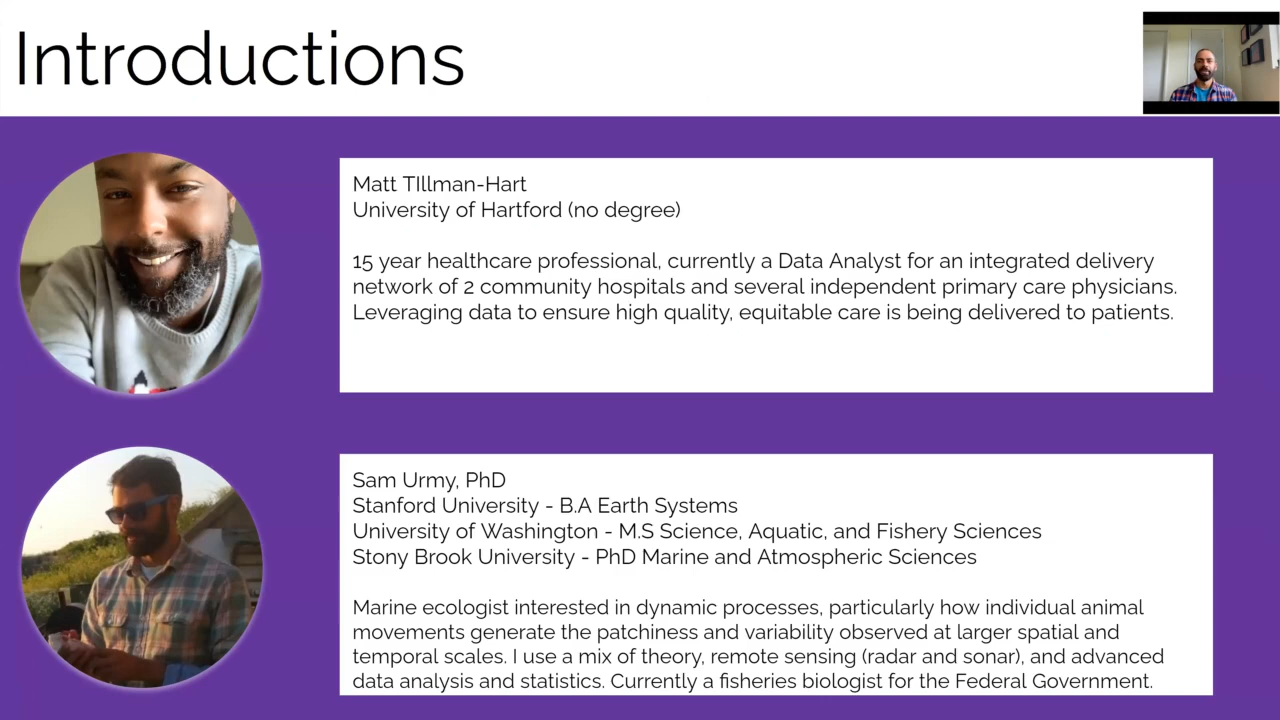 Introductions
Matt TIllman-Hart
University of Hartford (no degree)
15 year healthcare professional, currently a Data Analyst for an integrated delivery
network of 2 community hospitals and several independent primary care physicians.
Leveraging data to ensure high quality, equitable care is being delivered to patients.
Sam Urmy, PhD
Stanford University - B.A Earth Systems
University of Washington - M.S Science, Aquatic, and Fishery Sciences
Stony Brook University - PhD Marine and Atmospheric Sciences
Marine ecologist interested in dynamic processes, particularly how individual animal
movements generate the patchiness and variability observed at larger spatial and
temporal scales. I use a mix of theory, remote sensing (radar and sonar), and advanced
data analysis and statistics. Currently a fisheries biologist for the Federal Government.